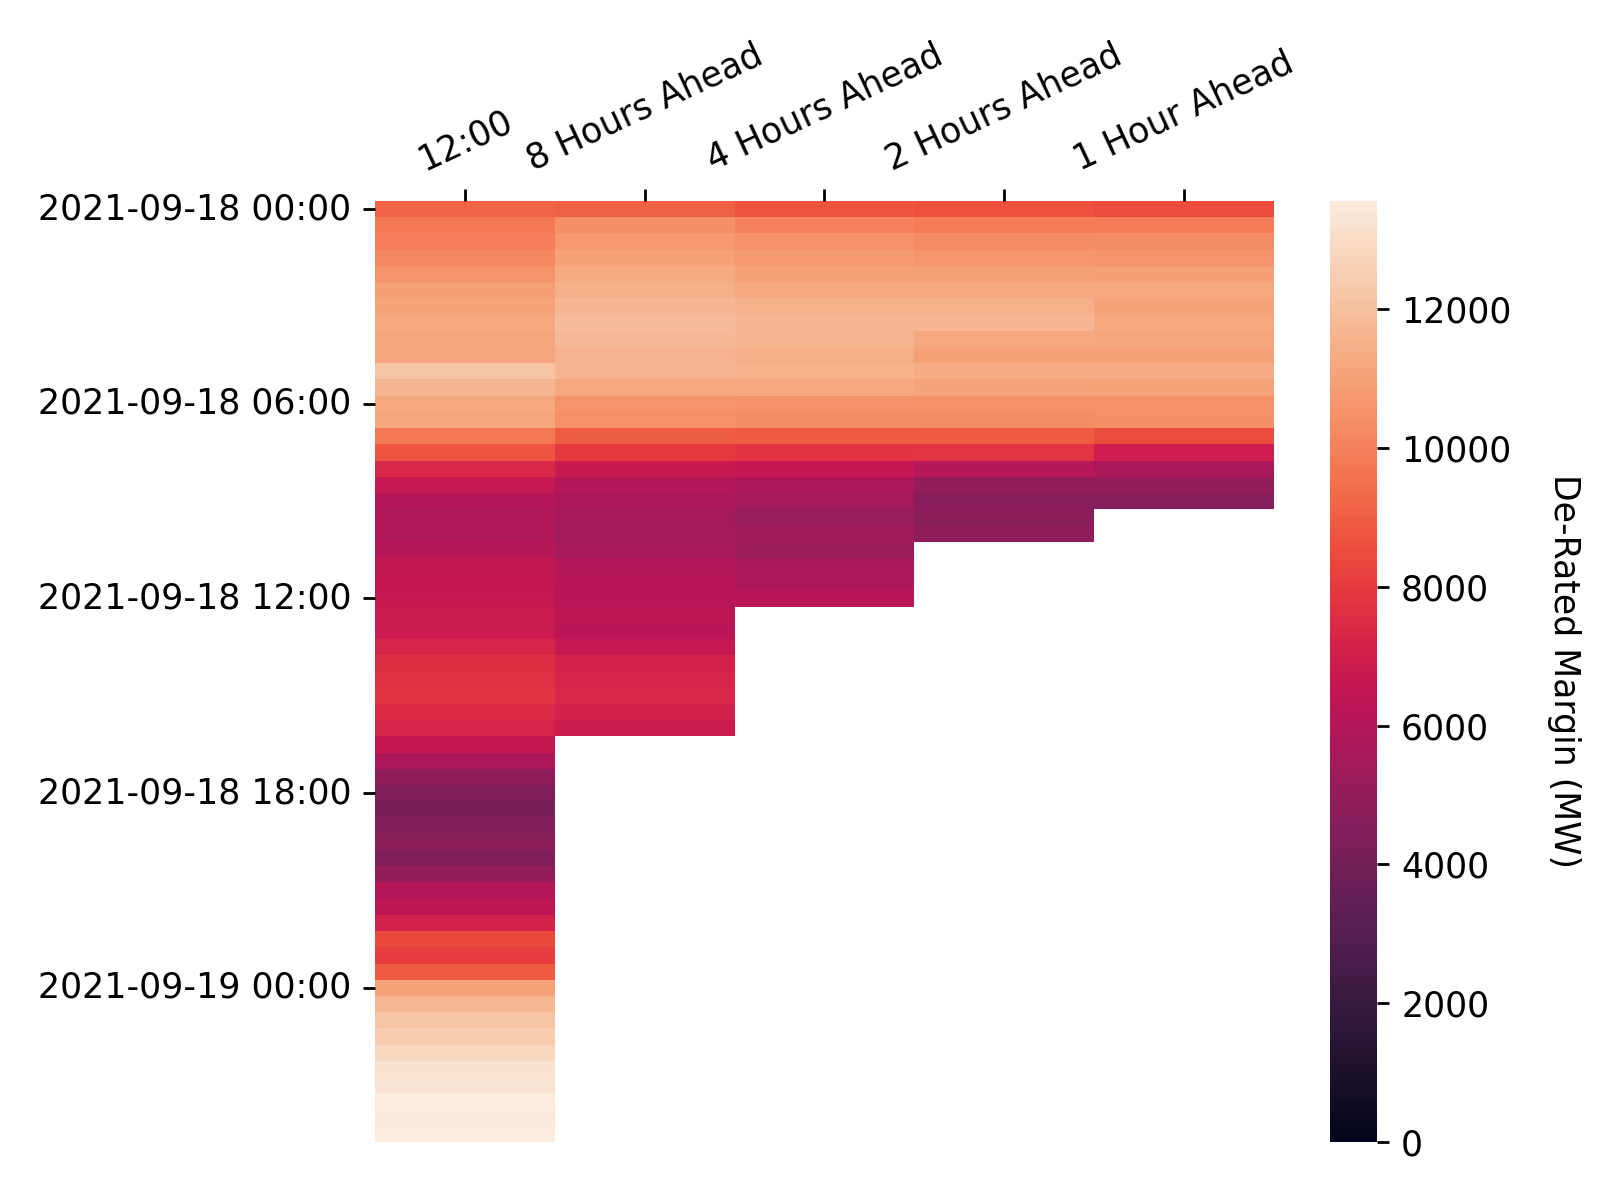 12:00
8 Hours Ahead
4 Hours Ahead
2 Hours Ahead
1 Hour Ahead
2021-09-18 00:00
2021-09-18 06:00
2021-09-18 12:00
2021-09-18 18:00
2021-09-19 00:00
12000
10000
8000
6000
4000
2000
0
De-Rated Margin (MW)